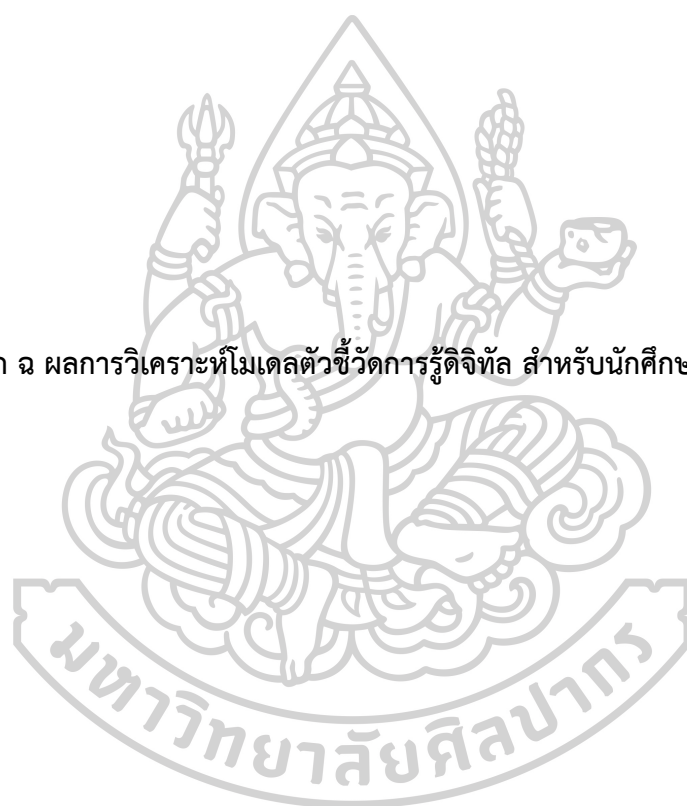 ฉ ผลการวิเคราะห์โมเดลตัวชี้วัดการรู้ดิจิทัล สำหรับนักศึกษ
มหาวิทยาลัยศิลปากร